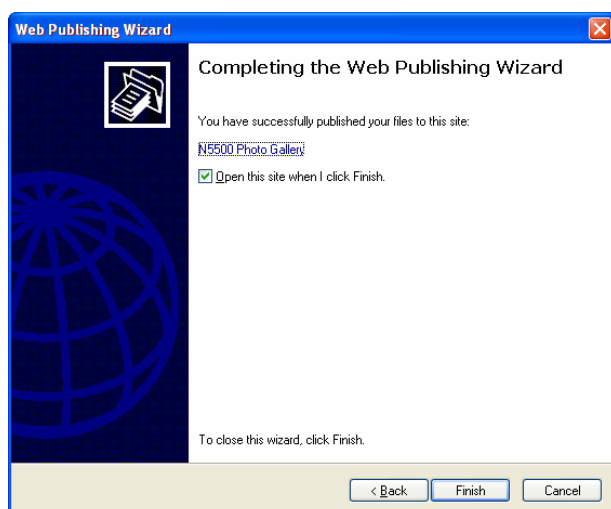 Web Publishing Wizard
Completing the Web Publishing Wizard
You have successfully published your files to this site:
N5500 Photo Gallery
Open this site when I click Finish.
To close this wizard, click Finish.
< Back Finish Cancel